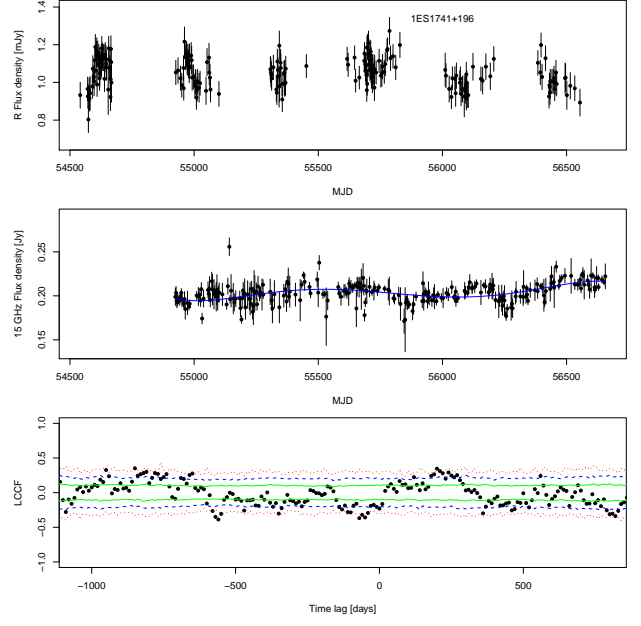 1ES1741+196
R Flux density [mJy]
0.8 1.0 1.2 1.4
54500 55000 55500 56000 56500
MJD
15 GHz Flux density [Jy]
0.15 0.20 0.25
54500 55000 55500 56000 56500
MJD
LCCF
−1.0 −0.5 0.0 0.5 1.0
−1000 −500 0 500
Time lag [days]